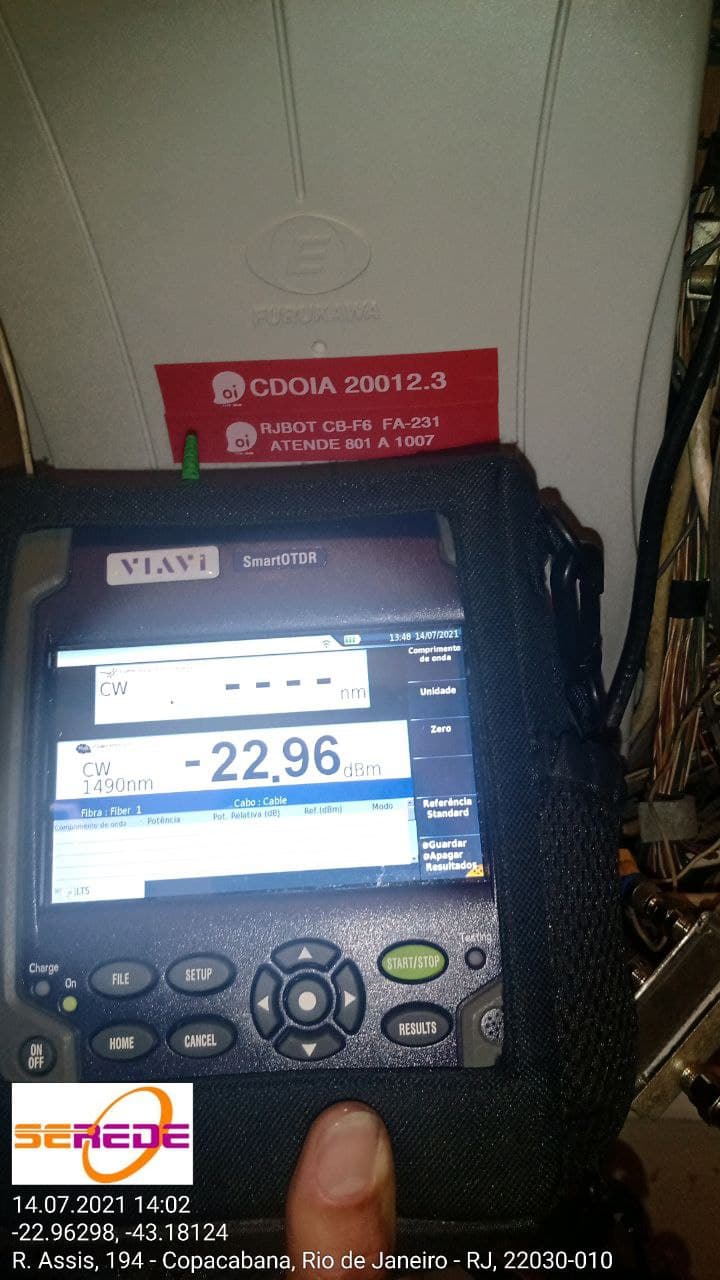 FURUKAWA
oi CDOIA 20012.3
oi RJBOT CB-F6 FA-231
ATENDE 801 A 1007
VIAVI SmartOTDR
13:48 14/07/2021
Comprimento
de onda
CW - - - - nm
Unidade
Zero
CW
1490nm
-22.96 dBm
Fibra : Fiber 1 Cabo : Cable
Comprimento de onda Potência Pot. Relativa (dB) Ref.(dBm) Modo
Referência
Standard
Guardar
Apagar
Resultados
LTS
Charge
On
Testing
FILE
SETUP
START/STOP
HOME
CANCEL
RESULTS
ON
OFF
SEREDE
14.07.2021 14:02
-22.96298, -43.18124
R. Assis, 194 - Copacabana, Rio de Janeiro - RJ, 22030-010